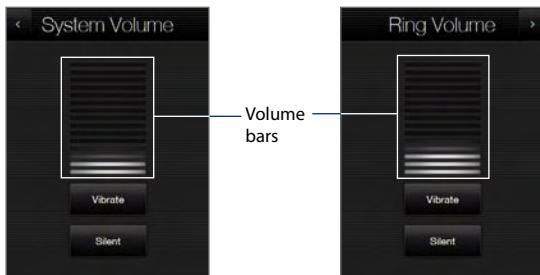 ‹ System Volume
Vibrate
Silent
Volume
bars
Ring Volume ›
Vibrate
Silent